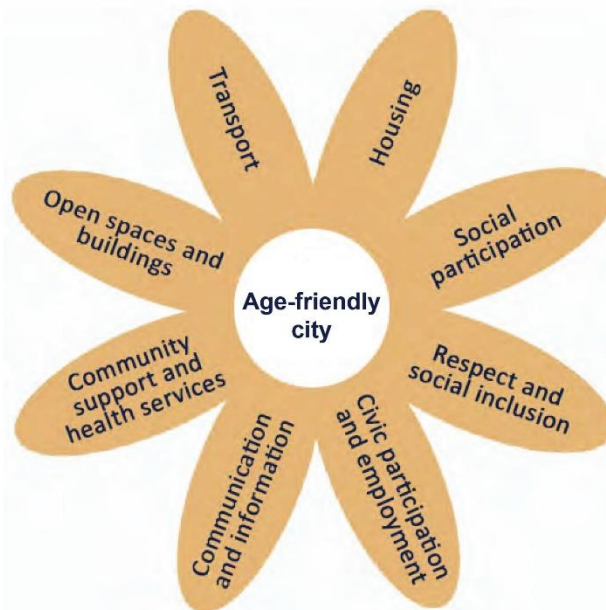 Transport
Housing
Social
participation
Respect and
social inclusion
Civic participation
and employment
Communication
and information
Community
support and
health services
Open spaces and
buildings
Age-friendly
city